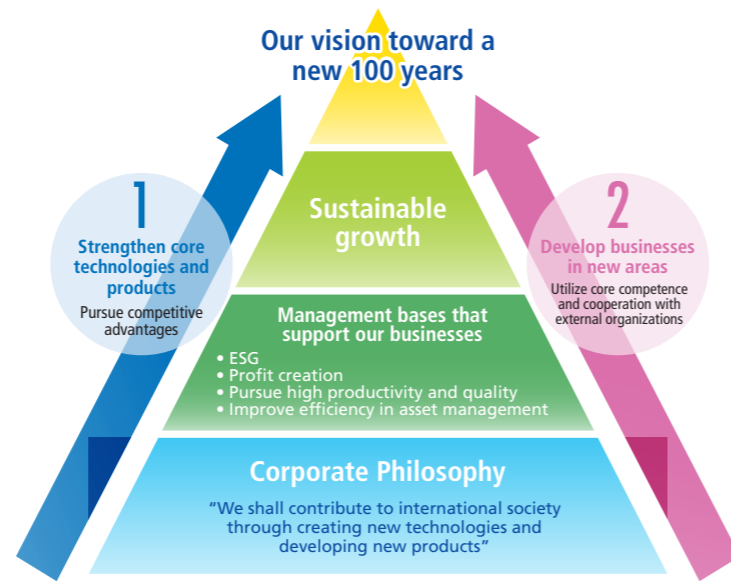 Our vision toward a
new 100 years
1
Strengthen core
technologies and
products
Pursue competitive
advantages
2
Develop businesses
in new areas
Utilize core competence
and cooperation with
external organizations
Sustainable
growth
Management bases that
support our businesses
• ESG
• Profit creation
• Pursue high productivity and quality
• Improve efficiency in asset management
Corporate Philosophy
“We shall contribute to international society
through creating new technologies and
developing new products”